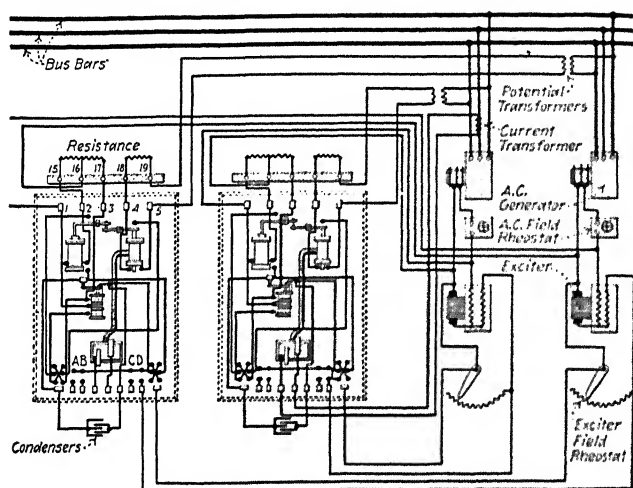 Bus Bars
Potential
Transformers
Current
Transformer
Resistance
15 16 17 18 19
A.C.
Generator
1 2 3 4 5
A.C. Field
Rheostat
Exciter
AB CD
Condensers
Exciter
Field
Rheostat